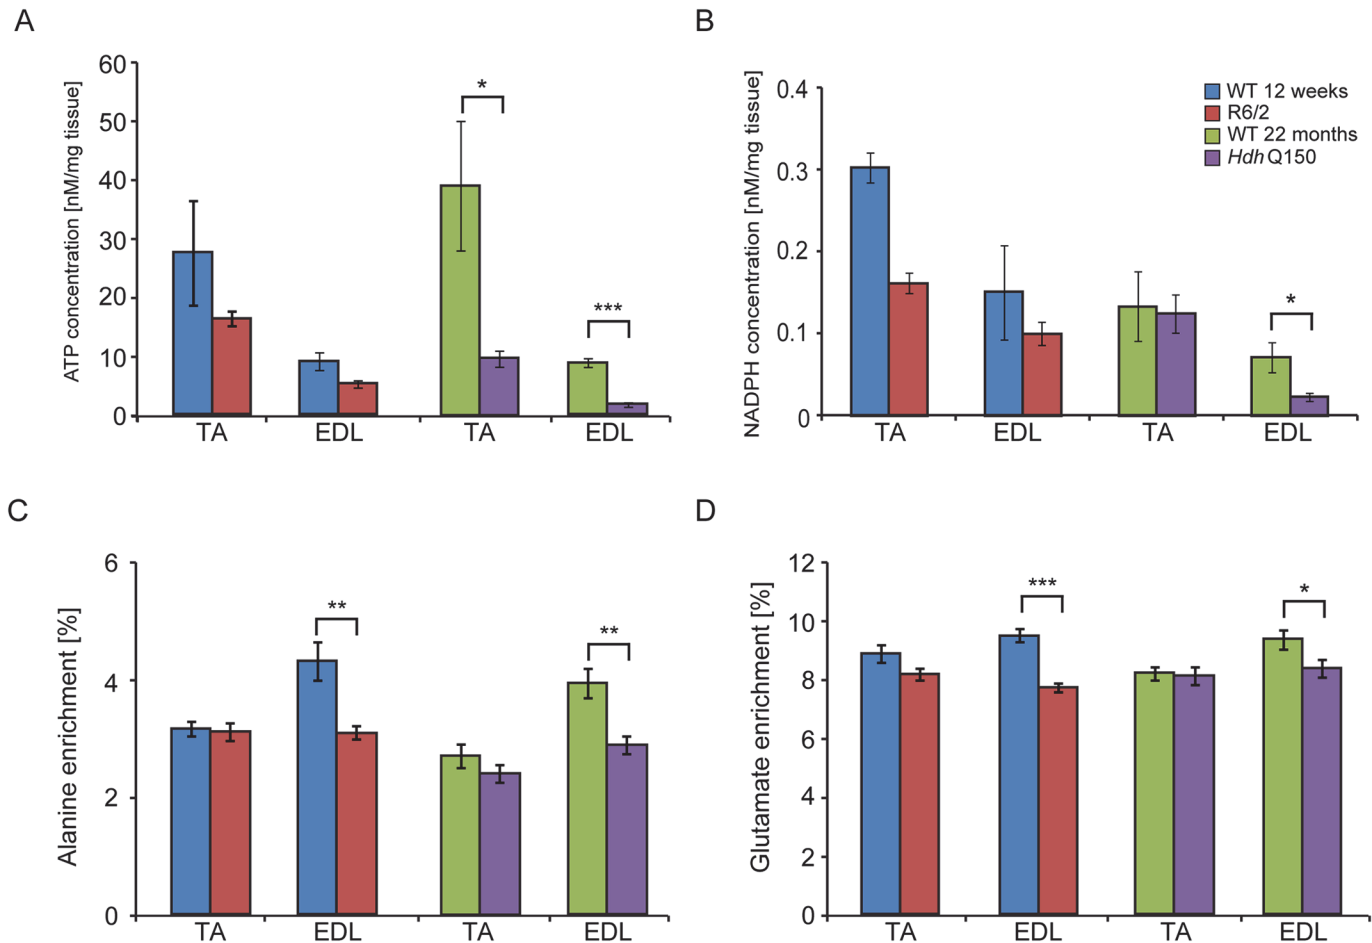 A
ATP concentration [nM/mg tissue]
60
50
40
30
20
10
0
*
***
TA
EDL
TA
EDL
B
NADPH concentration [nM/mg tissue]
0.4
0.3
0.2
0.1
0
WT 12 weeks
R6/2
WT 22 months
Hdh Q150
*
TA
EDL
TA
EDL
C
Alanine enrichment [%]
6
4
2
0
**
**
TA
EDL
TA
EDL
D
Glutamate enrichment [%]
12
10
8
6
4
2
0
***
*
TA
EDL
TA
EDL